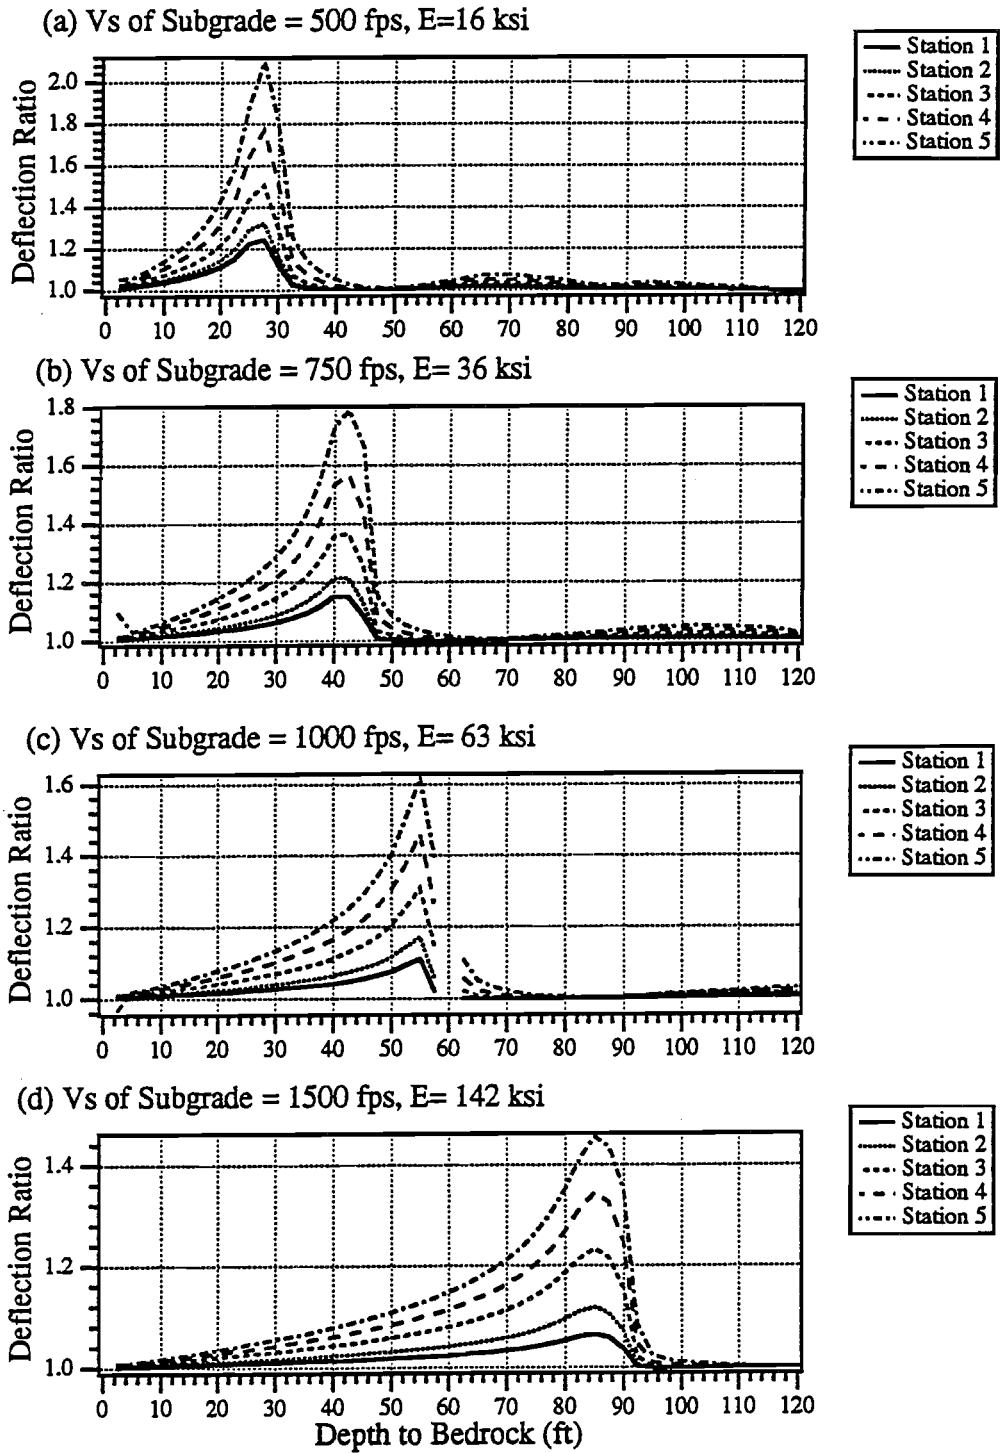 (a) Vs of Subgrade = 500 fps, E=16 ksi
Deflection Ratio
2.0
1.8
1.6
1.4
1.2
1.0
0 10 20 30 40 50 60 70 80 90 100 110 120
Station 1
Station 2
Station 3
Station 4
Station 5
(b) Vs of Subgrade = 750 fps, E= 36 ksi
Deflection Ratio
1.8
1.6
1.4
1.2
1.0
0 10 20 30 40 50 60 70 80 90 100 110 120
Station 1
Station 2
Station 3
Station 4
Station 5
(c) Vs of Subgrade = 1000 fps, E= 63 ksi
Deflection Ratio
1.6
1.4
1.2
1.0
0 10 20 30 40 50 60 70 80 90 100 110 120
Station 1
Station 2
Station 3
Station 4
Station 5
(d) Vs of Subgrade = 1500 fps, E= 142 ksi
Deflection Ratio
1.4
1.2
1.0
0 10 20 30 40 50 60 70 80 90 100 110 120
Depth to Bedrock (ft)
Station 1
Station 2
Station 3
Station 4
Station 5